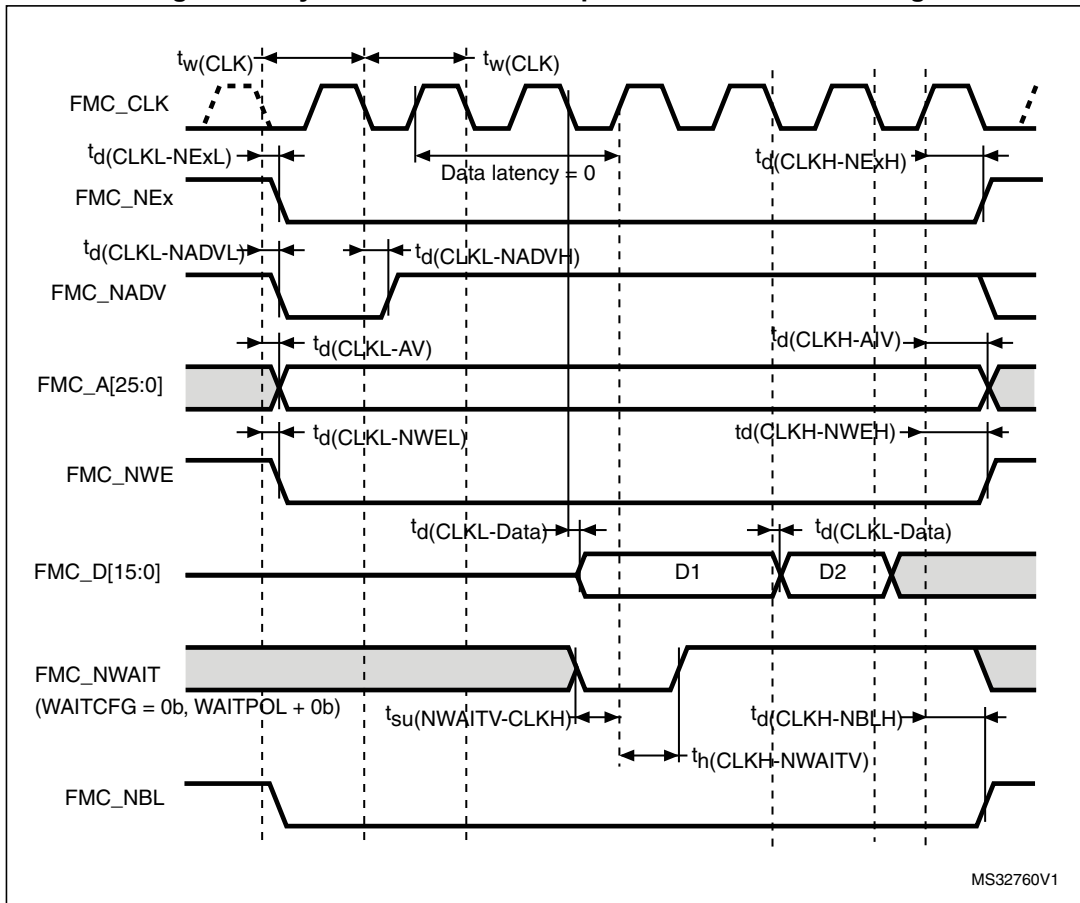 tw(CLK)
tw(CLK)
FMC_CLK
td(CLKL-NExL)
Data latency = 0
td(CLKH-NExH)
FMC_NEx
td(CLKL-NADVL)
td(CLKL-NADVH)
FMC_NADV
td(CLKL-AV)
td(CLKH-AIV)
FMC_A[25:0]
td(CLKL-NWEL)
td(CLKH-NWEH)
FMC_NWE
td(CLKL-Data)
td(CLKL-Data)
FMC_D[15:0]
D1
D2
FMC_NWAIT
(WAITCFG = 0b, WAITPOL + 0b)
tsu(NWAITV-CLKH)
td(CLKH-NBLH)
th(CLKH-NWAITV)
FMC_NBL
MS32760V1